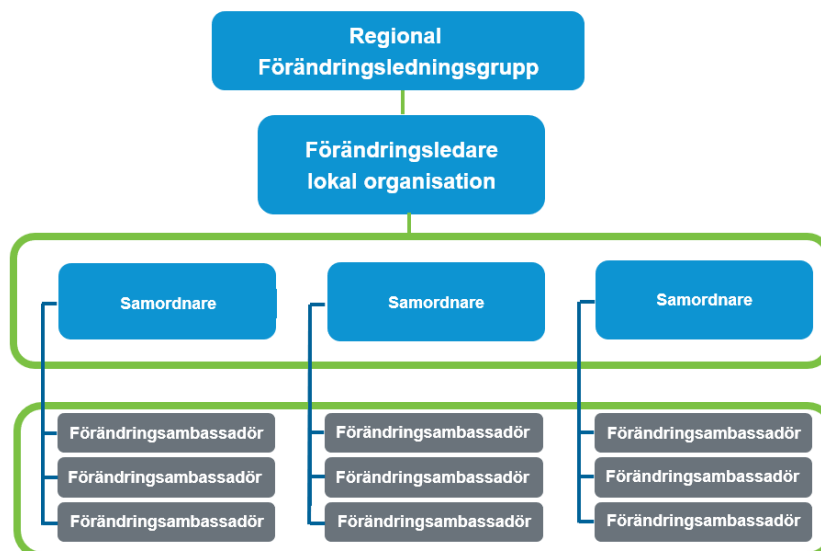 Regional
Förändringsledningsgrupp
Förändringsledare
lokal organisation
Samordnare
Samordnare
Samordnare
Förändringsambassadör
Förändringsambassadör
Förändringsambassadör
Förändringsambassadör
Förändringsambassadör
Förändringsambassadör
Förändringsambassadör
Förändringsambassadör
Förändringsambassadör